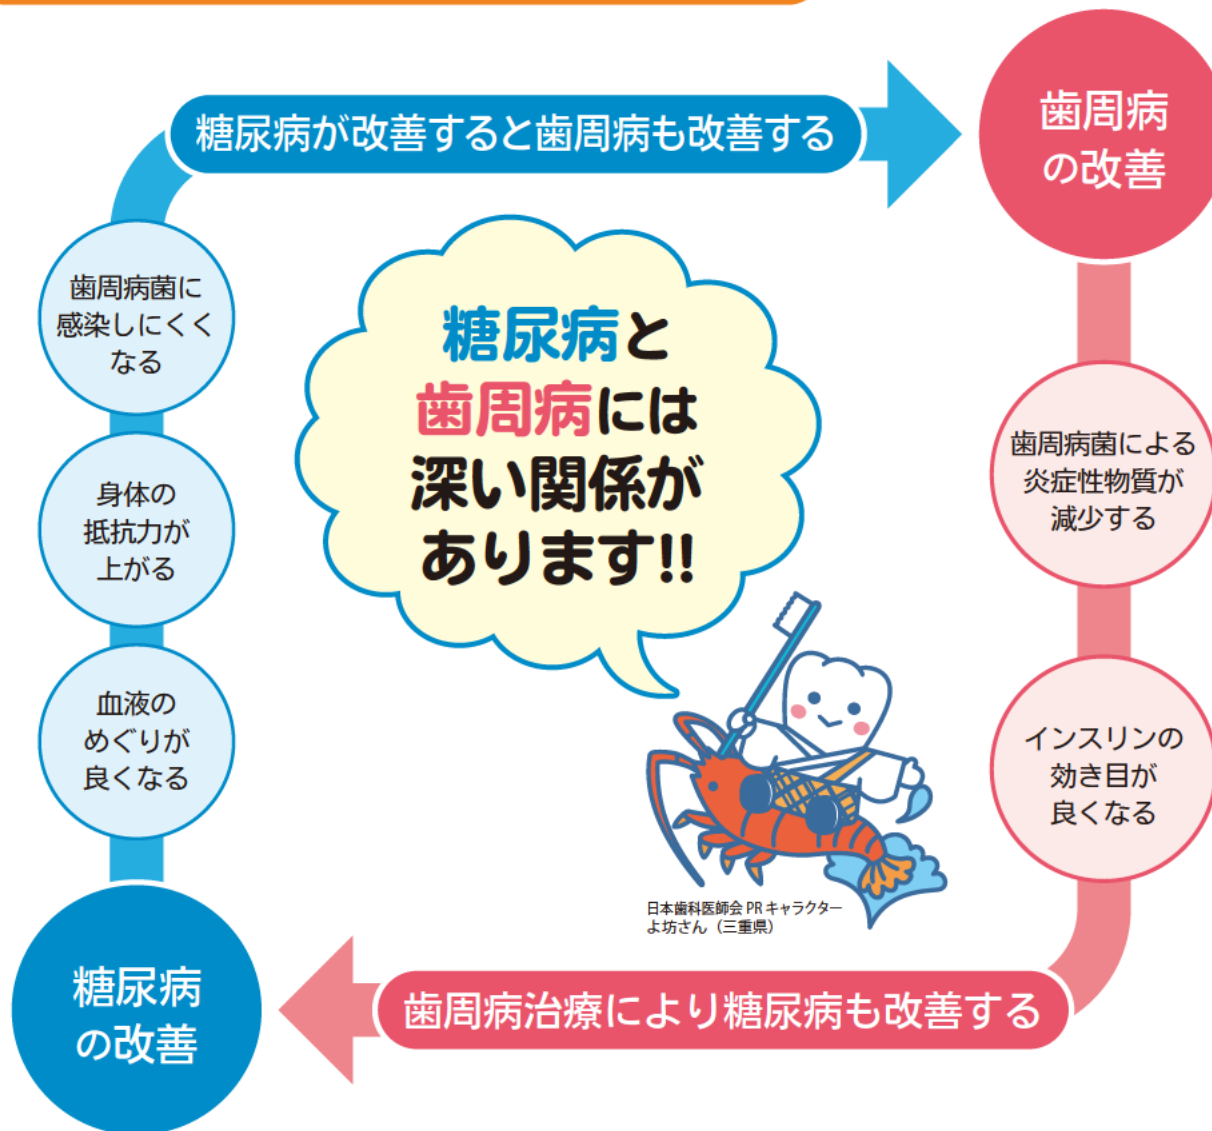 糖尿病が改善すると歯周病も改善する
歯周病
の改善
歯周病菌に
感染しにくく
なる
身体の
抵抗力が
上がる
血液の
めぐりが
良くなる
糖尿病と
歯周病には
深い関係が
あります!!
歯周病菌による
炎症性物質が
減少する
インスリンの
効き目が
良くなる
日本歯科医師会 PR キャラクター
よ坊さん（三重県）
糖尿病
の改善
歯周病治療により糖尿病も改善する